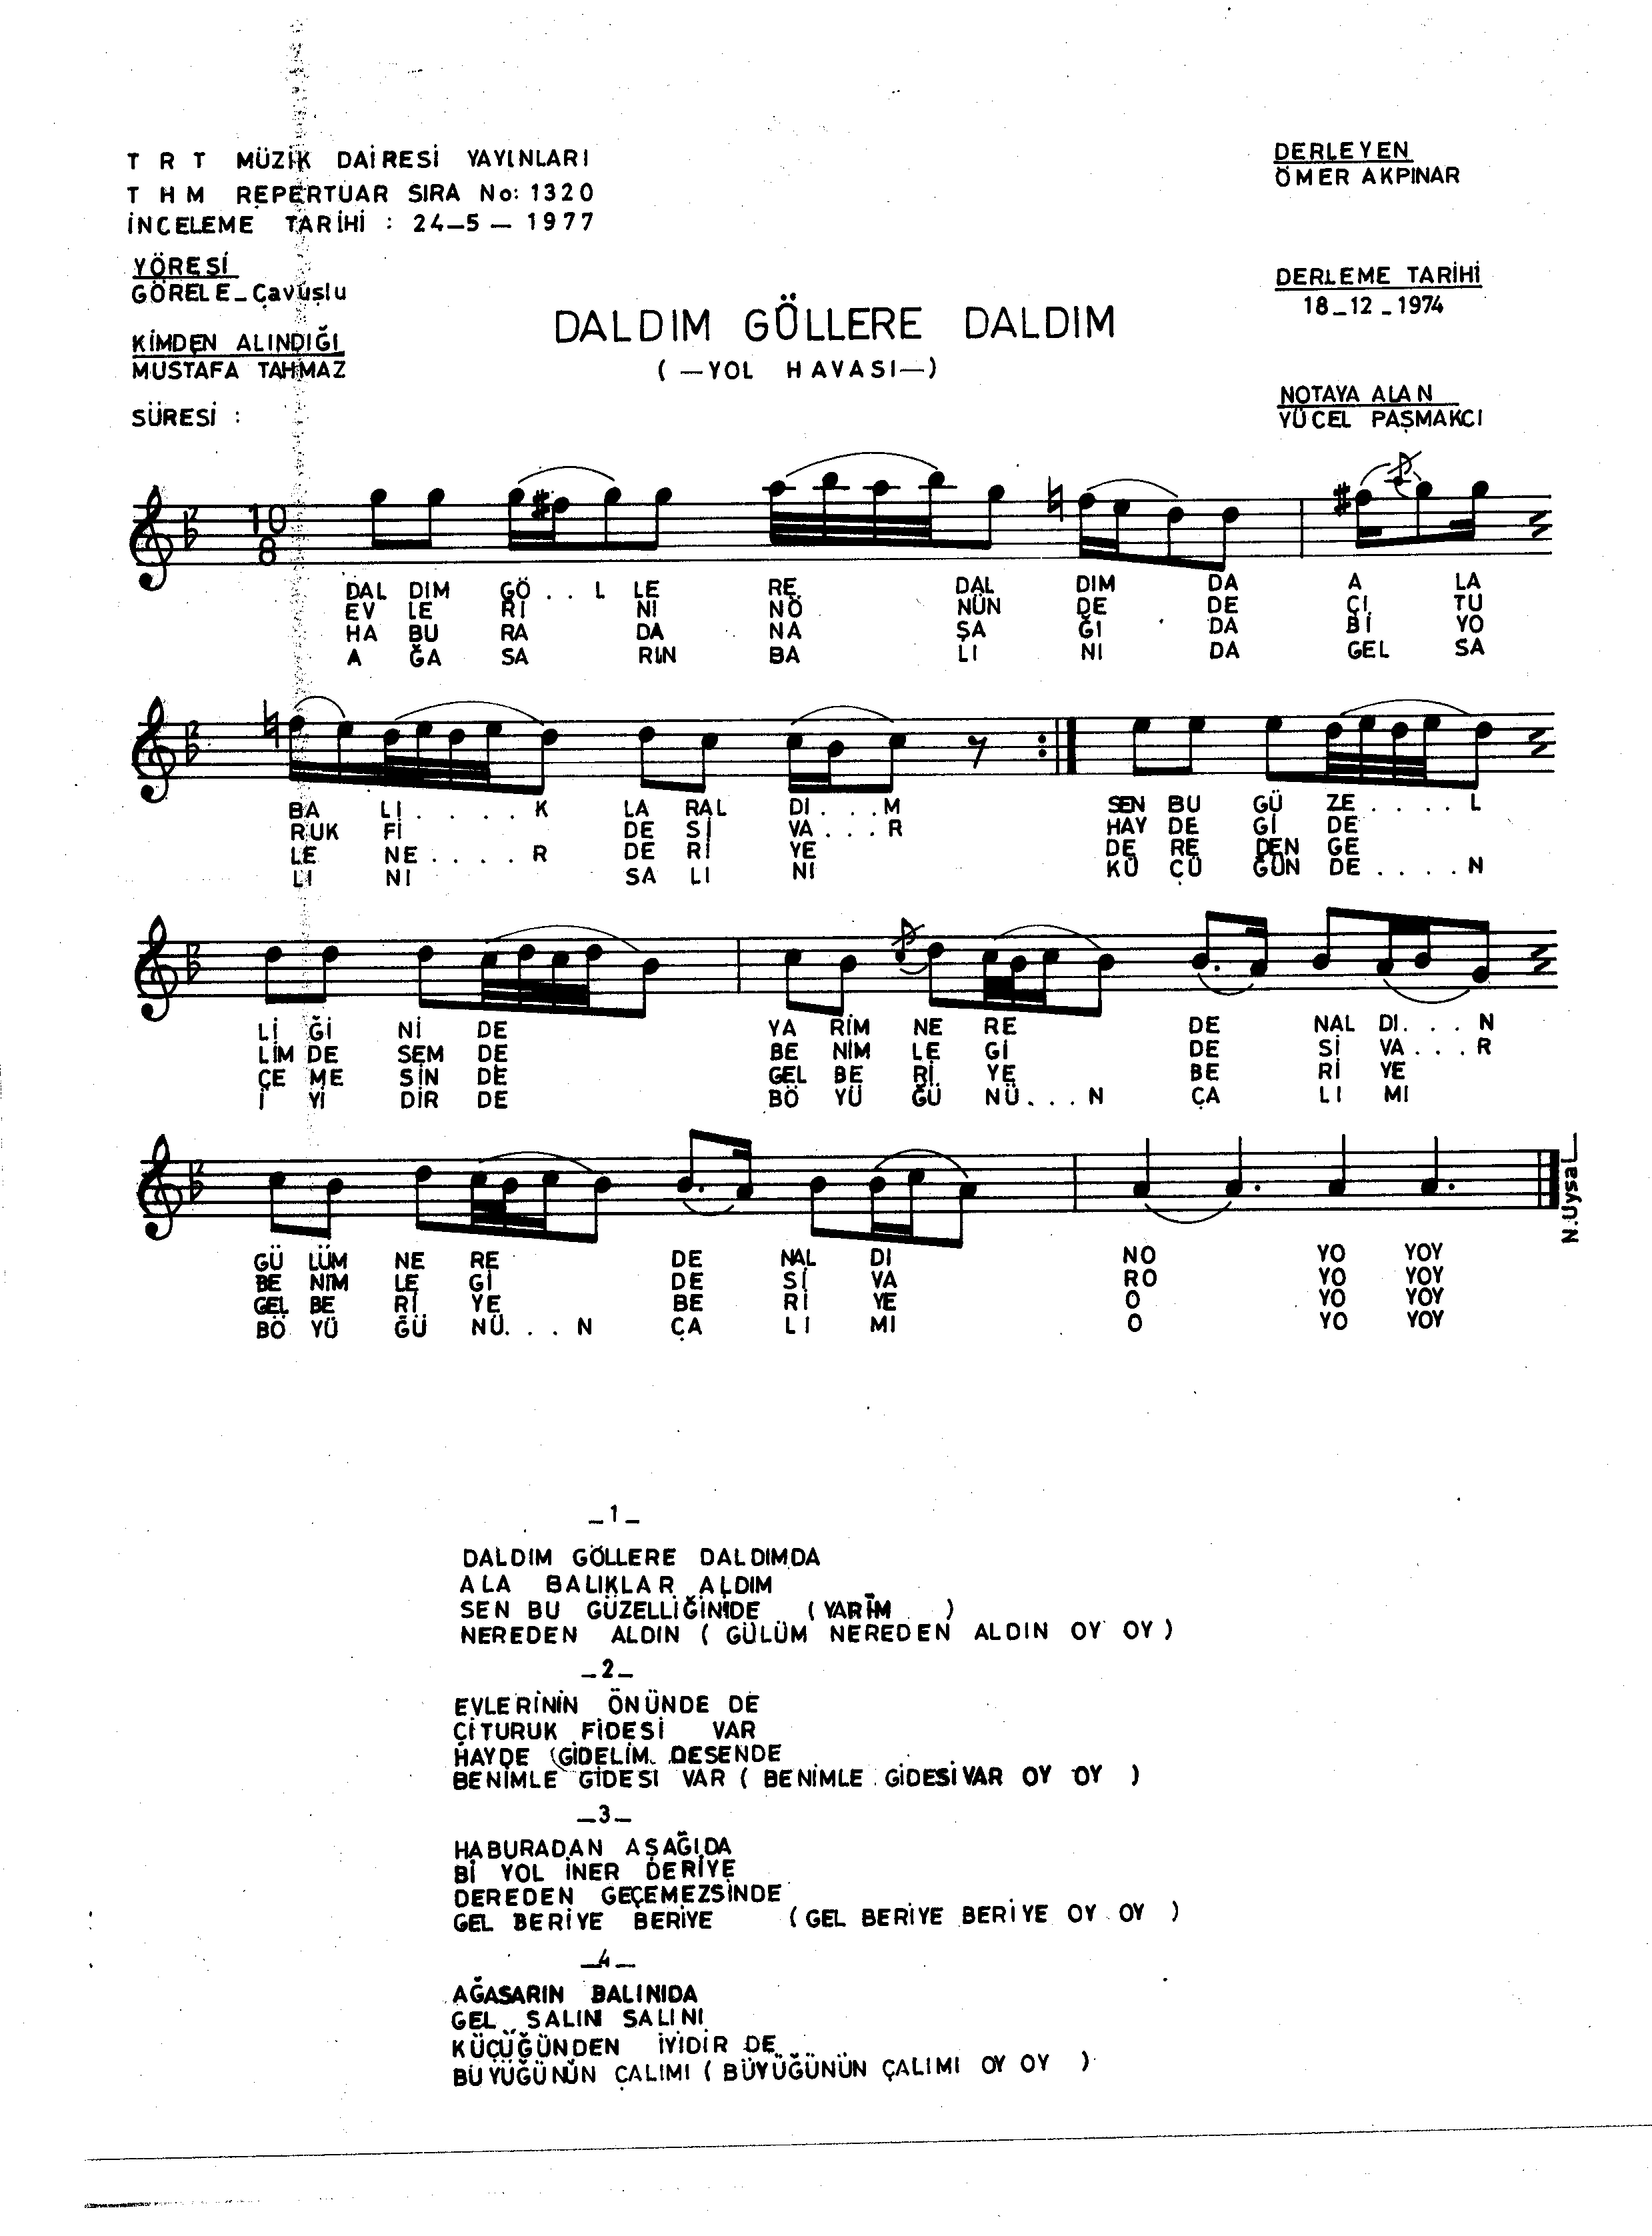 T R T MÜZİK DAİRESİ YAYINLARI
T H M REPERTUAR SIRA No: 1320
İNCELEME TARİHİ : 24–5 – 1977
DERLEYEN
ÖMER AKPINAR
YÖRESİ
GÖRELE–Çavuşlu
DERLEME TARİHİ
18–12–1974
DALDIM GÖLLERE DALDIM
(–YOL HAVASI–)
KİMDEN ALINDIĞI
MUSTAFA TAHMAZ
NOTAYA ALAN
YÜCEL PAŞMAKCI
SÜRESİ :
10
8
DAL DIM GÖ . . L LE RE DAL DIM DA A LA
EV LE Rİ Nİ NÖ NÜN DE DE Çİ TU
HA BU RA DA NA ŞA ĞI DA Bİ YO
A ĞA SA RIN BA LI NI DA GEL SA
BA LI . . . . . K LA RAL DI . . . M SEN BU GÜ ZE . . . . . L
RUK Fİ DE Sİ VA . . . R HAY DE Gİ DE
LE NE . . . . . R DE Rİ YE DE RE DEN GE
LI NI SA LI NI KÜ ÇÜ ĞÜN DE . . . . N
Lİ Ğİ Nİ DE YA RİM NE RE DE NAL DI . . . N
LİM DE SEM DE BE NİM LE Gİ DE Sİ VA . . . R
ÇE ME SİN DE GEL BE Rİ YE BE Rİ YE
İ Yİ DİR DE BÖ YÜ ĞÜ NÜ . . . N ÇA LI MI
GÜ LÜM NE RE DE NAL DI NO YO YOY
BE NİM LE Gİ DE Sİ VA RO YO YOY
GEL BE Rİ YE BE Rİ YE O YO YOY
BÖ YÜ ĞÜ NÜ . . . N ÇA LI MI O YO YOY
N.Uysal
–1–
DALDIM GÖLLERE DALDIMDA
ALA BALIKLAR ALDIM
SEN BU GÜZELLİĞİNİDE (YARİM )
NEREDEN ALDIN ( GÜLÜM NEREDEN ALDIN OY OY )
–2–
EVLERİNİN ÖNÜNDE DE
ÇİTURUK FİDESİ VAR
HAYDE GİDELİM DESENDE
BENİMLE GİDESİ VAR ( BENİMLE GİDESİVAR OY OY )
–3–
HABURADAN AŞAĞIDA
Bİ YOL İNER DERİYE
DEREDEN GEÇEMEZSİNDE
GEL BERİYE BERİYE (GEL BERİYE BERİYE OY OY )
–4–
AĞASARIN BALINIDA
GEL SALINI SALINI
KÜÇÜĞÜNDEN İYİDİR DE
BÜYÜĞÜNÜN ÇALIMI ( BÜYÜĞÜNÜN ÇALIMI OY OY )